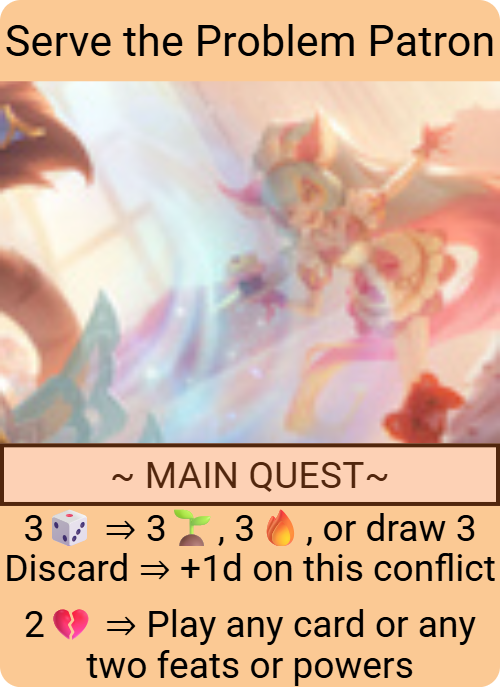 Serve the Problem Patron
~ MAIN QUEST~
3🎲 ⇒ 3🌱, 3🔥, or draw 3
Discard ⇒ +1d on this conflict
2💔 ⇒ Play any card or any
two feats or powers